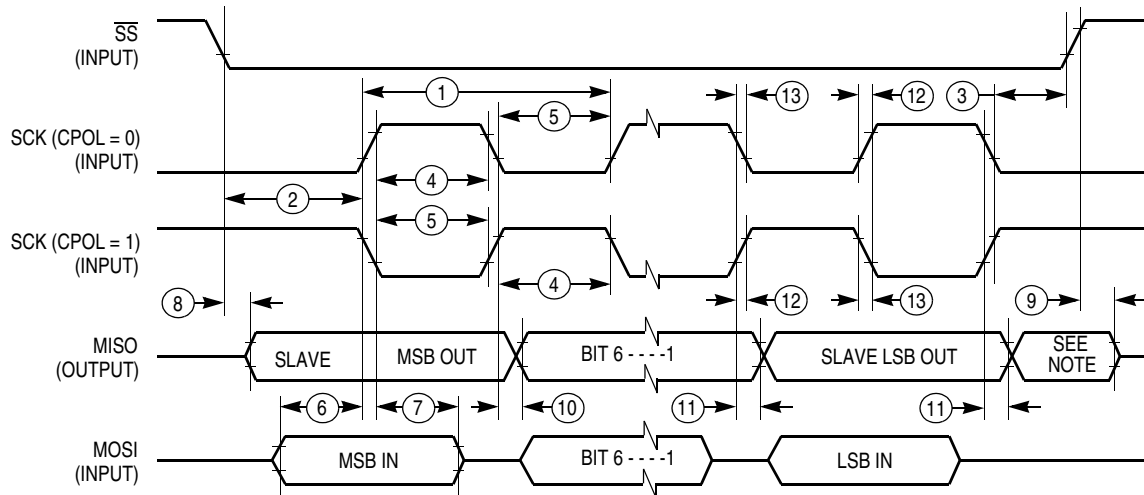 SS
(INPUT)
1
13
12
3
5
SCK (CPOL = 0)
(INPUT)
4
2
5
SCK (CPOL = 1)
(INPUT)
4
12
13
8
9
MISO
(OUTPUT)
SLAVE
MSB OUT
BIT 6 - - - - 1
SLAVE LSB OUT
SEE
NOTE
6
7
10
11
11
MOSI
(INPUT)
MSB IN
BIT 6 - - - - 1
LSB IN